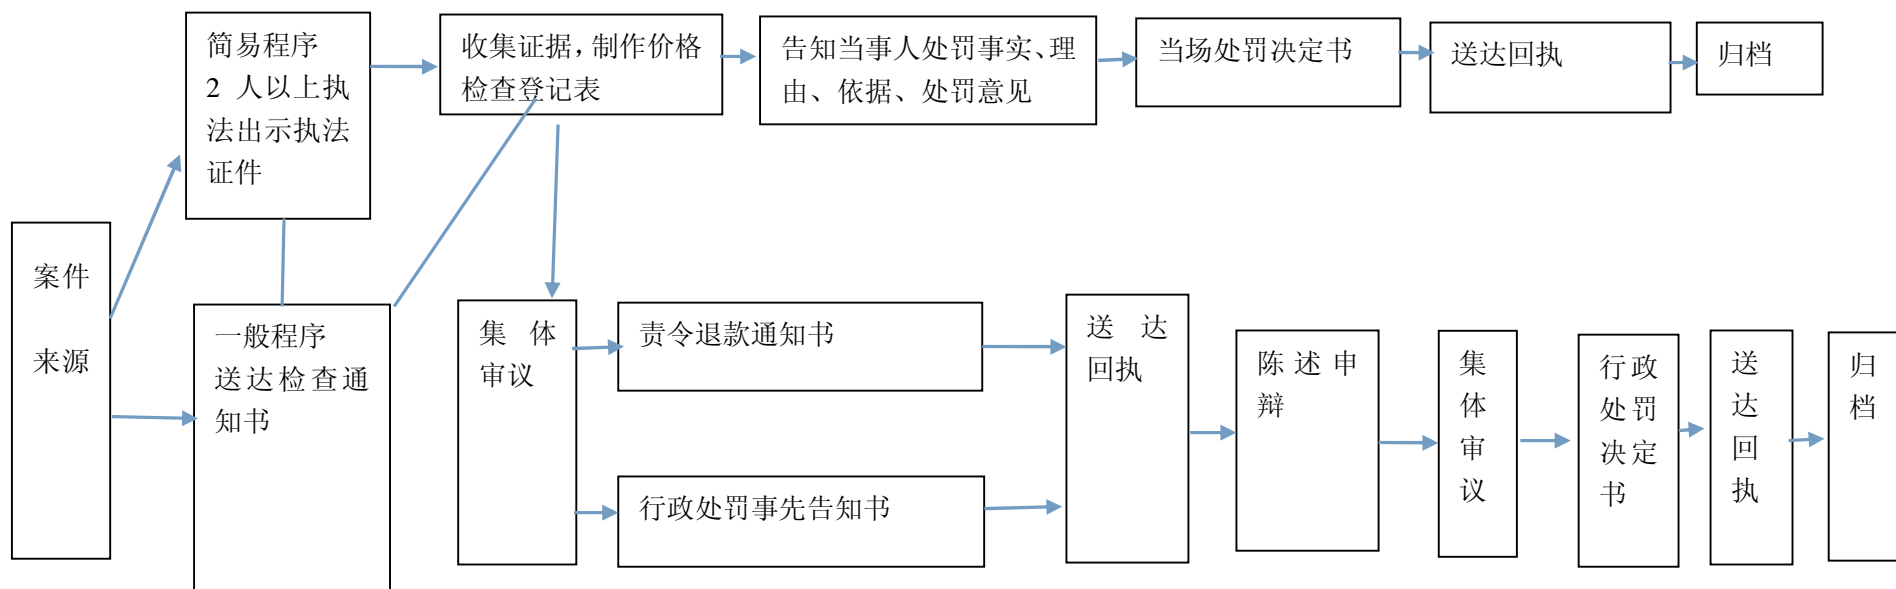 简易程序
2 人以上执
法出示执法
证件
收集证据，制作价格
检查登记表
告知当事人处罚事实、理
由、依据、处罚意见
当场处罚决定书
送达回执
归档
案件
来源
一般程序
送达检查通
知书
集 体
审议
责令退款通知书
行政处罚事先告知书
送 达
回执
陈述申
辩
集
体
审
议
行政
处罚
决定
书
送
达
回
执
归
档